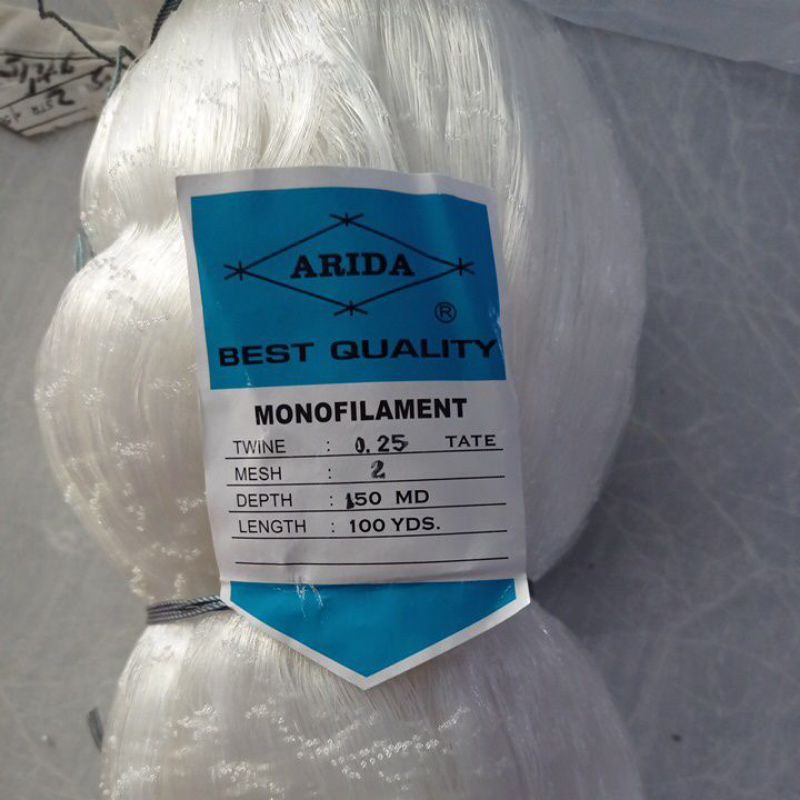 ARIDA
®
BEST QUALITY
MONOFILAMENT
TWINE : 0.25 TATE
MESH : 2
DEPTH : 150 MD
LENGTH : 100 YDS.